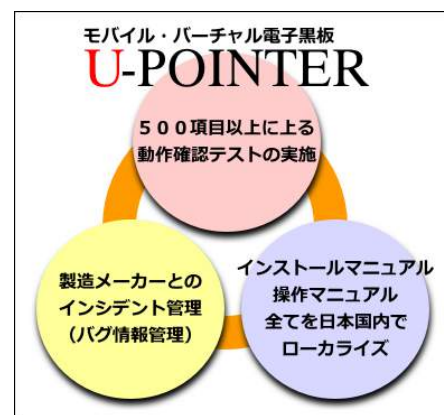 モバイル・バーチャル電子黒板
U-POINTER
５００項目以上に上る
動作確認テストの実施
製造メーカーとの
インシデント管理
（バグ情報管理）
インストールマニュアル
操作マニュアル
全てを日本国内で
ローカライズ